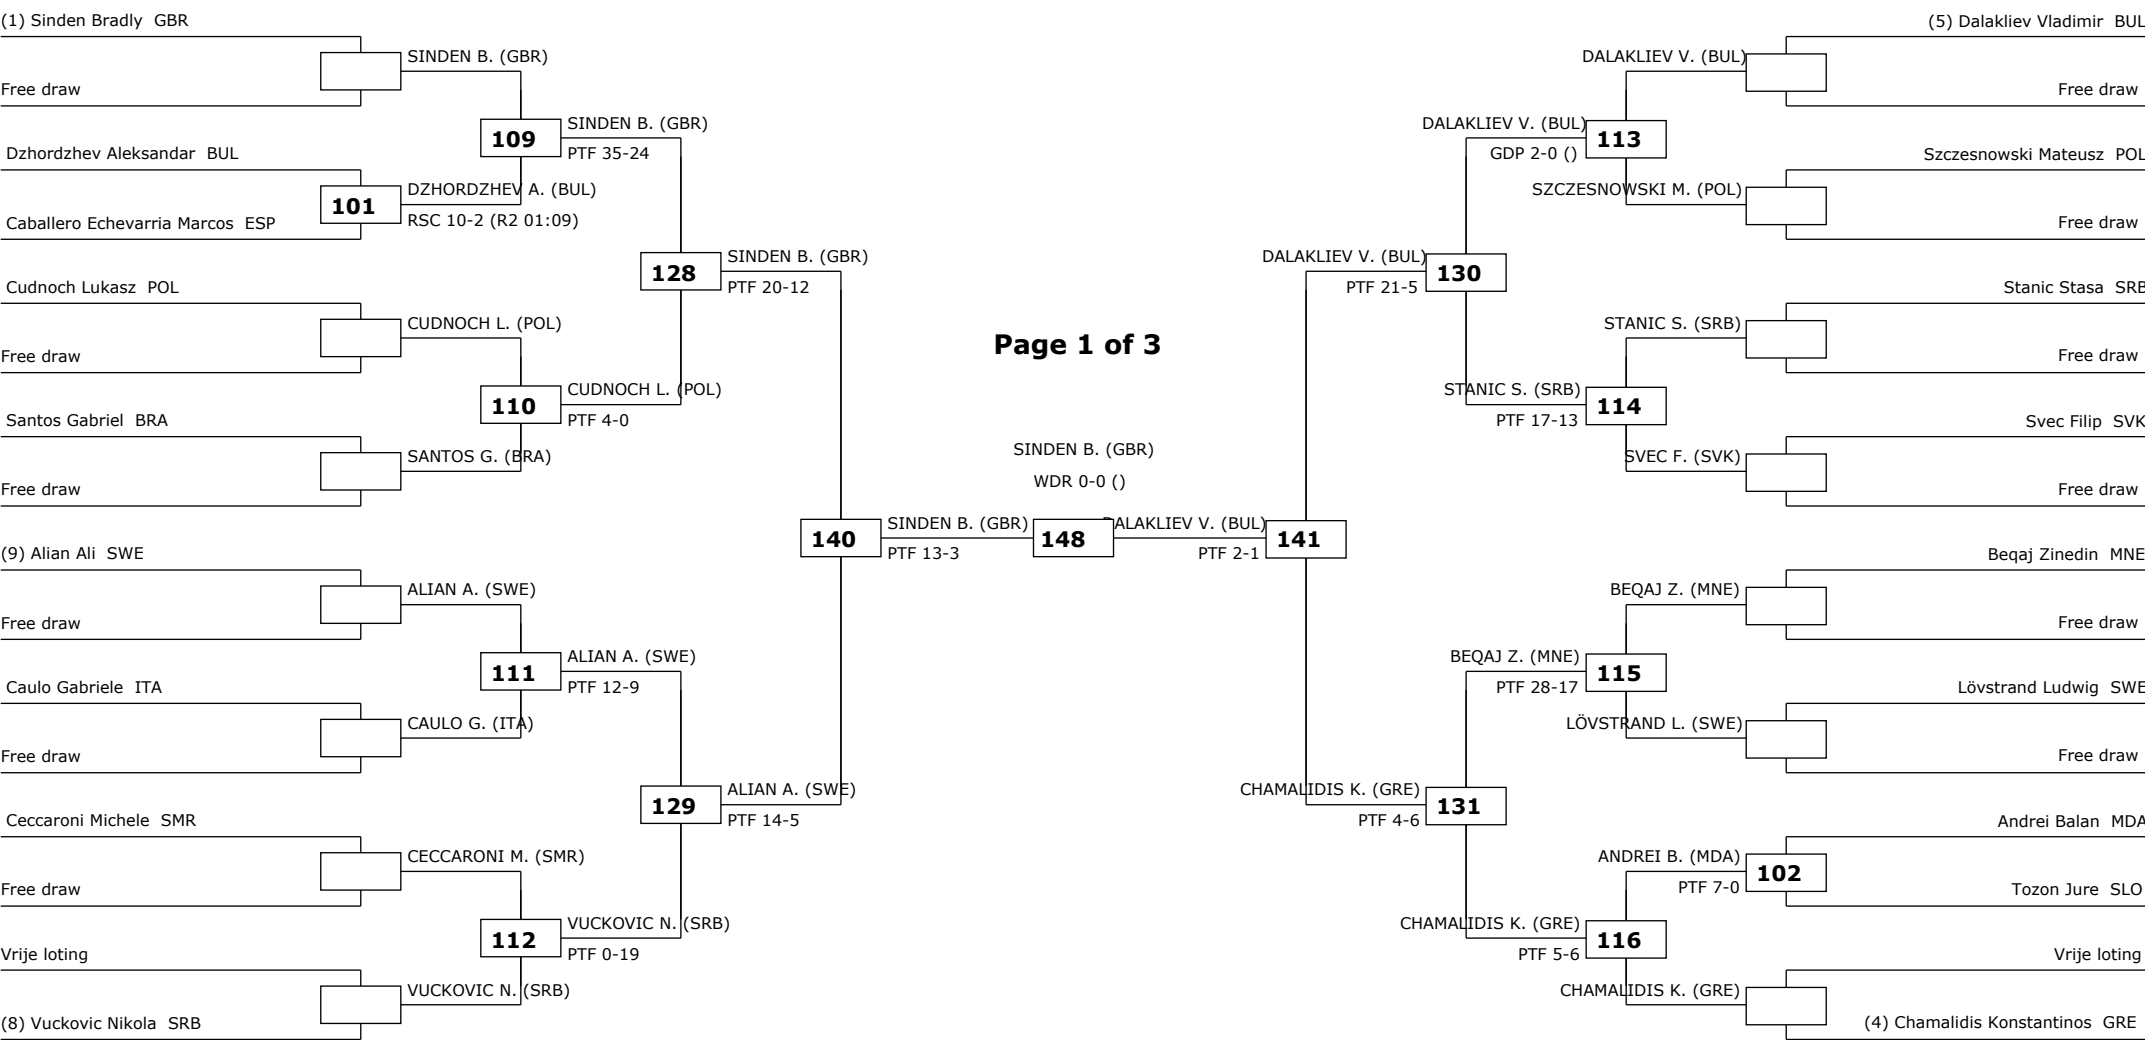 (1) Sinden Bradly  GBR
Free draw
Dzhordzhev Aleksandar  BUL
Caballero Echevarria Marcos  ESP
Cudnoch Lukasz  POL
Free draw
Santos Gabriel  BRA
Free draw
(9) Alian Ali  SWE
Free draw
Caulo Gabriele  ITA
Free draw
Ceccaroni Michele  SMR
Free draw
Vrije loting
(8) Vuckovic Nikola  SRB
SINDEN B. (GBR)
101
DZHORDZHEV A. (BUL)
RSC 10-2 (R2 01:09)
CUDNOCH L. (POL)
SANTOS G. (BRA)
ALIAN A. (SWE)
CAULO G. (ITA)
CECCARONI M. (SMR)
VUCKOVIC N. (SRB)
109
SINDEN B. (GBR)
PTF 35-24
110
CUDNOCH L. (POL)
PTF 4-0
111
ALIAN A. (SWE)
PTF 12-9
112
VUCKOVIC N. (SRB)
PTF 0-19
128
SINDEN B. (GBR)
PTF 20-12
129
ALIAN A. (SWE)
PTF 14-5
140
SINDEN B. (GBR)
PTF 13-3
Page 1 of 3
SINDEN B. (GBR)
WDR 0-0 ()
148
DALAKLIEV V. (BUL)
PTF 2-1
141
DALAKLIEV V. (BUL)
PTF 21-5
130
CHAMALIDIS K. (GRE)
PTF 4-6
131
DALAKLIEV V. (BUL)
GDP 2-0 ()
113
STANIC S. (SRB)
PTF 17-13
114
BEQAJ Z. (MNE)
PTF 28-17
115
CHAMALIDIS K. (GRE)
PTF 5-6
116
DALAKLIEV V. (BUL)
SZCZESNOWSKI M. (POL)
STANIC S. (SRB)
SVEC F. (SVK)
BEQAJ Z. (MNE)
LÖVSTRAND L. (SWE)
ANDREI B. (MDA)
PTF 7-0
102
CHAMALIDIS K. (GRE)
(5) Dalakliev Vladimir  BUL
Free draw
Szczesnowski Mateusz  POL
Free draw
Stanic Stasa  SRB
Free draw
Svec Filip  SVK
Free draw
Beqaj Zinedin  MNE
Free draw
Lövstrand Ludwig  SWE
Free draw
Andrei Balan  MDA
Tozon Jure  SLO
Vrije loting
(4) Chamalidis Konstantinos  GRE